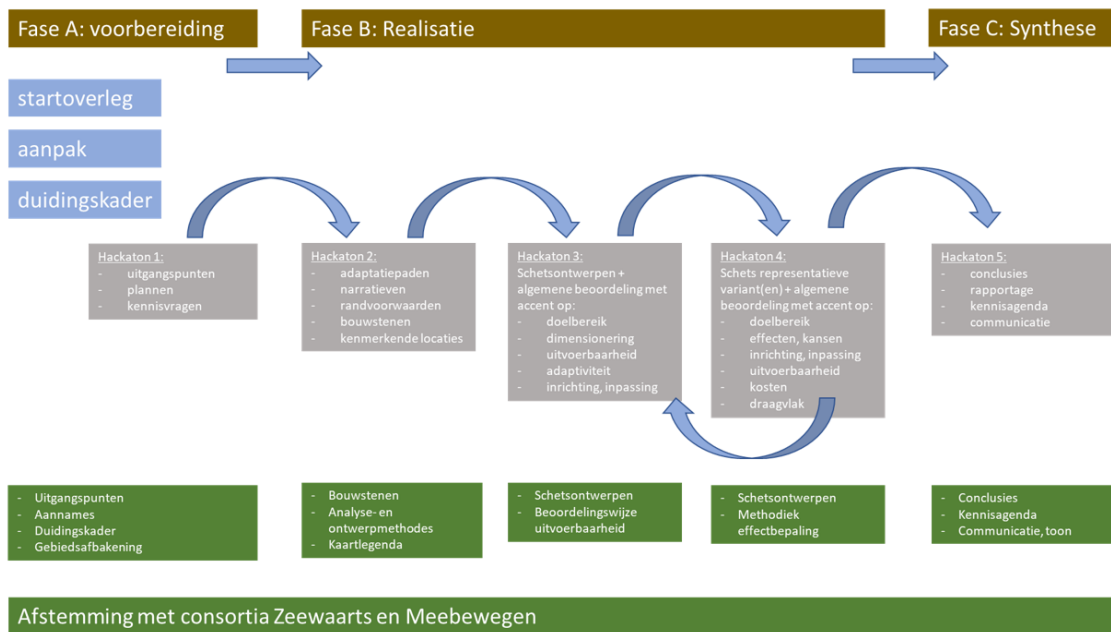 Fase A: voorbereiding
Fase B: Realisatie
Fase C: Synthese
startoverleg
aanpak
duidingskader
Hackaton 1:
- uitgangspunten
- plannen
- kennisvragen
Hackaton 2:
- adaptatiepaden
- narratieven
- randvoorwaarden
- bouwstenen
- kenmerkende locaties
Hackaton 3:
Schetsontwerpen +
algemene beoordeling met
accent op:
- doelbereik
- dimensionering
- uitvoerbaarheid
- adaptiviteit
- inrichting, inpassing
Hackaton 4:
Schets representatieve
variant(en) + algemene
beoordeling met accent op:
- doelbereik
- effecten, kansen
- inrichting, inpassing
- uitvoerbaarheid
- kosten
- draagvlak
Hackaton 5:
- conclusies
- rapportage
- kennisagenda
- communicatie
- Uitgangspunten
- Aannames
- Duidingskader
- Gebiedsafbakening
- Bouwstenen
- Analyse- en
ontwerpmethodes
- Kaartlegenda
- Schetsontwerpen
- Beoordelingswijze
uitvoerbaarheid
- Schetsontwerpen
- Methodiek
effectbepaling
- Conclusies
- Kennisagenda
- Communicatie, toon
Afstemming met consortia Zeewaarts en Meebewegen